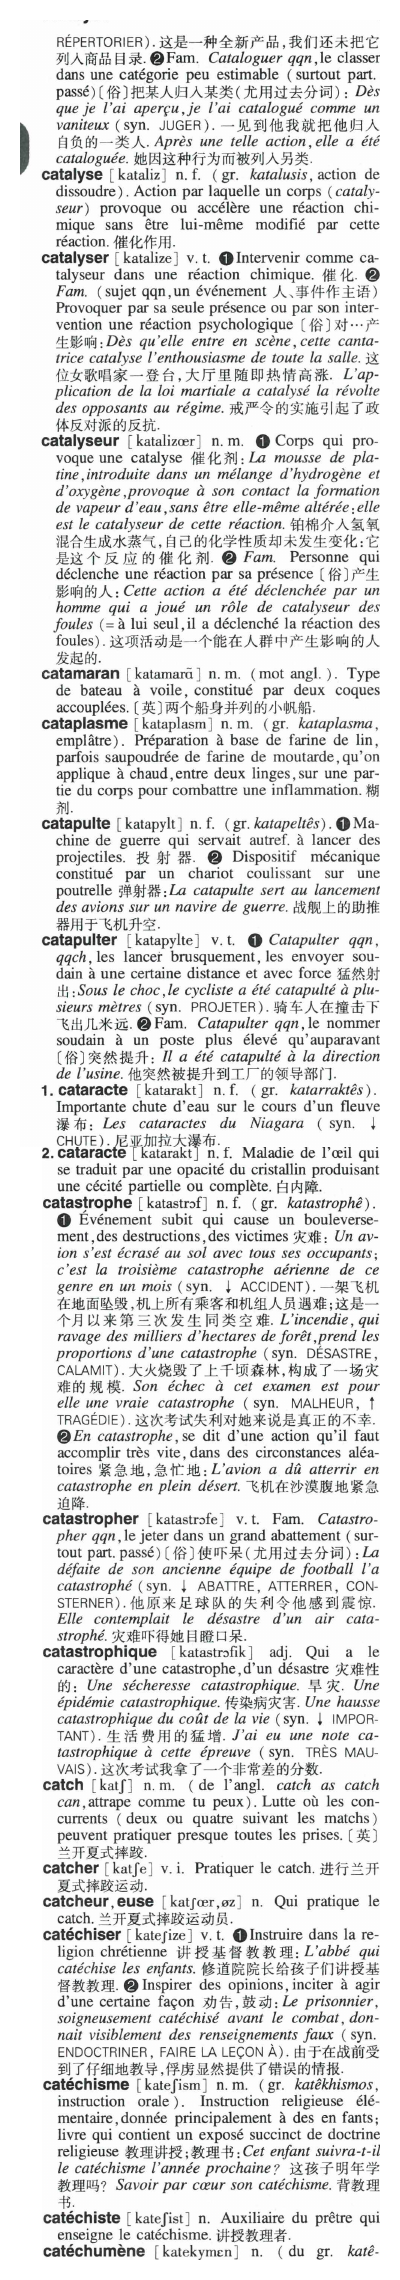 RÉPERTORIER). 这是一种全新产品,我们还未把它
列入商品目录. ❷Fam. Cataloguer qqn,le classer
dans une catégorie peu estimable (surtout part.
passé)〔俗〕把某人归入某类(尤用过去分词): Dès
que je l'ai aperçu,je l'ai catalogué comme un
vaniteux (syn. JUGER). 一见到他我就把他归入
自负的一类人. Après une telle action,elle a été
cataloguée. 她因这种行为而被列入另类.
catalyse [kataliz] n. f. (gr. katalusis,action de
dissoudre). Action par laquelle un corps (cataly-
seur) provoque ou accélère une réaction chi-
mique sans être lui-même modifié par cette
réaction. 催化作用.
catalyser [katalize] v. t. ❶Intervenir comme ca-
talyseur dans une réaction chimique. 催化. ❷
Fam. (sujet qqn,un événement 人、事件作主语)
Provoquer par sa seule présence ou par son inter-
vention une réaction psychologique〔俗〕对…产
生影响:Dès qu'elle entre en scène,cette canta-
trice catalyse l'enthousiasme de toute la salle. 这
位女歌唱家一登台,大厅里随即热情高涨. L'ap-
plication de la loi martiale a catalysé la révolte
des opposants au régime. 戒严令的实施引起了政
体反对派的反抗.
catalyseur [katalizœr] n. m. ❶ Corps qui pro-
voque une catalyse 催化剂:La mousse de pla-
tine,introduite dans un mélange d'hydrogène et
d'oxygène,provoque à son contact la formation
de vapeur d'eau,sans être elle-même altérée:elle
est le catalyseur de cette réaction. 铂棉介入氢氧
混合生成水蒸气,自己的化学性质却未发生变化:它
是这个反应的催化剂. ❷ Fam. Personne qui
déclenche une réaction par sa présence〔俗〕产生
影响的人:Cette action a été déclenchée par un
homme qui a joué un rôle de catalyseur des
foules (=à lui seul,il a déclenché la réaction des
foules). 这项活动是一个能在人群中产生影响的人
发起的.
catamaran [katamarɑ̃] n. m. (mot angl.). Type
de bateau à voile, constitué par deux coques
accouplées.〔英〕两个船身并列的小帆船.
cataplasme [kataplasm] n. m. (gr. kataplasma,
emplâtre). Préparation à base de farine de lin,
parfois saupoudrée de farine de moutarde,qu'on
applique à chaud,entre deux linges,sur une par-
tie du corps pour combattre une inflammation. 糊
剂.
catapulte [katapylt] n. f. (gr. katapeltês). ❶Ma-
chine de guerre qui servait autref. à lancer des
projectiles. 投射器. ❷ Dispositif mécanique
constitué par un chariot coulissant sur une
poutrelle 弹射器:La catapulte sert au lancement
des avions sur un navire de guerre. 战舰上的助推
器用于飞机升空.
catapulter [katapylte] v. t. ❶ Catapulter qqn,
qqch, les lancer brusquement, les envoyer sou-
dain à une certaine distance et avec force 猛然射
出:Sous le choc,le cycliste a été catapulté à plu-
sieurs mètres (syn. PROJETER). 骑车人在撞击下
飞出几米远. ❷Fam. Catapulter qqn,le nommer
soudain à un poste plus élevé qu'auparavant
〔俗〕突然提升: Il a été catapulté à la direction
de l'usine. 他突然被提升到工厂的领导部门.
1. cataracte [katarakt] n. f. (gr. katarraktês).
Importante chute d'eau sur le cours d'un fleuve
瀑布: Les cataractes du Niagara (syn. ↓
CHUTE). 尼亚加拉大瀑布.
2. cataracte [katarakt] n. f. Maladie de l'œil qui
se traduit par une opacité du cristallin produisant
une cécité partielle ou complète. 白内障.
catastrophe [katastrɔf] n. f. (gr. katastrophê).
❶ Événement subit qui cause un bouleverse-
ment,des destructions,des victimes 灾难: Un av-
ion s'est écrasé au sol avec tous ses occupants;
c'est la troisième catastrophe aérienne de ce
genre en un mois (syn. ↓ ACCIDENT). 一架飞机
在地面坠毁,机上所有乘客和机组人员遇难;这是一
个月以来第三次发生同类空难. L'incendie, qui
ravage des milliers d'hectares de forêt,prend les
proportions d'une catastrophe (syn. DÉSASTRE,
CALAMIT). 大火烧毁了上千顷森林,构成了一场灾
难的规模. Son échec à cet examen est pour
elle une vraie catastrophe (syn. MALHEUR, ↑
TRAGÉDIE). 这次考试失利对她来说是真正的不幸.
❷En catastrophe,se dit d'une action qu'il faut
accomplir très vite,dans des circonstances aléa-
toires 紧急地,急忙地:L'avion a dû atterrir en
catastrophe en plein désert. 飞机在沙漠腹地紧急
迫降.
catastropher [katastrɔfe] v. t. Fam. Catastro-
pher qqn,le jeter dans un grand abattement (sur-
tout part. passé)〔俗〕使吓呆(尤用过去分词):La
défaite de son ancienne équipe de football l'a
catastrophé (syn. ↓ ABATTRE, ATTERRER, CON-
STERNER). 他原来足球队的失利令他感到震惊.
Elle contemplait le désastre d'un air cata-
strophé. 灾难吓得她目瞪口呆.
catastrophique [katastrɔfik] adj. Qui a le
caractère d'une catastrophe,d'un désastre 灾难性
的: Une sécheresse catastrophique. 旱灾. Une
épidémie catastrophique. 传染病灾害. Une hausse
catastrophique du coût de la vie (syn. ↓ IMPOR-
TANT). 生活费用的猛增. J'ai eu une note ca-
tastrophique à cette épreuve (syn. TRÈS MAU-
VAIS). 这次考试我拿了一个非常差的分数.
catch [katʃ] n. m. (de l'angl. catch as catch
can,attrape comme tu peux). Lutte où les con-
currents (deux ou quatre suivant les matchs)
peuvent pratiquer presque toutes les prises.〔英〕
兰开夏式摔跤.
catcher [katʃe] v. i. Pratiquer le catch. 进行兰开
夏式摔跤运动.
catcheur,euse [katʃœr,øz] n. Qui pratique le
catch. 兰开夏式摔跤运动员.
catéchiser [kateʃize] v. t. ❶Instruire dans la re-
ligion chrétienne 讲授基督教教理: L'abbé qui
catéchise les enfants. 修道院院长给孩子们讲授基
督教教理. ❷Inspirer des opinions,inciter à agir
d'une certaine façon 劝告,鼓动:Le prisonnier,
soigneusement catéchisé avant le combat, don-
nait visiblement des renseignements faux (syn.
ENDOCTRINER, FAIRE LA LEÇON À). 由于在战前受
到了仔细地教导,俘虏显然提供了错误的情报.
catéchisme [kateʃism] n. m. (gr. katêkhismos,
instruction orale). Instruction religieuse élé-
mentaire,donnée principalement à des en fants;
livre qui contient un exposé succinct de doctrine
religieuse 教理讲授;教理书:Cet enfant suivra-t-il
le catéchisme l'année prochaine? 这孩子明年学
教理吗? Savoir par cœur son catéchisme. 背教理
书.
catéchiste [kateʃist] n. Auxiliaire du prêtre qui
enseigne le catéchisme. 讲授教理者.
catéchumène [katekymɛn] n. (du gr. katê-